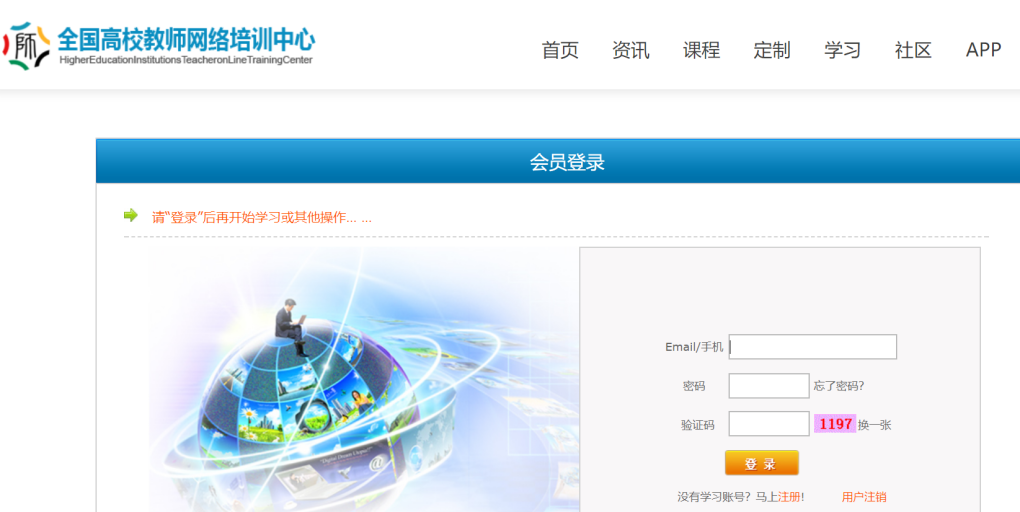 全国高校教师网络培训中心
HigherEducationInstitutionsTeacheronLineTrainingCenter
首页 资讯 课程 定制 学习 社区 APP
会员登录
请“登录”后再开始学习或其他操作... ...
Email/手机
密码 忘了密码?
验证码 1197 换一张
登 录
没有学习账号? 马上注册! 用户注销